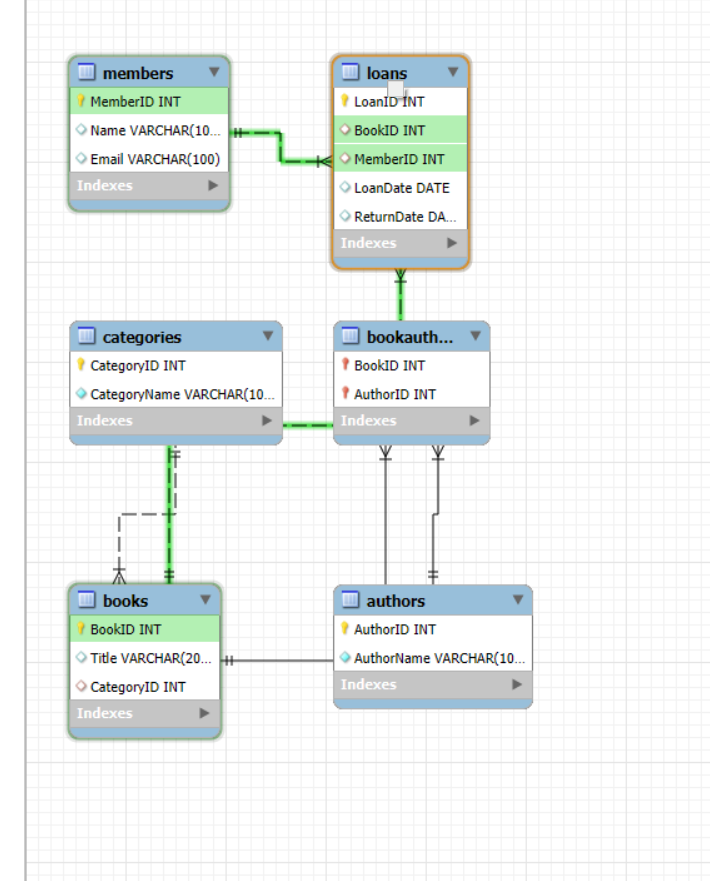 members
MemberID INT
Name VARCHAR(10...
Email VARCHAR(100)
Indexes
loans
LoanID INT
BookID INT
MemberID INT
LoanDate DATE
ReturnDate DA...
Indexes
categories
CategoryID INT
CategoryName VARCHAR(10...
Indexes
bookauth...
BookID INT
AuthorID INT
Indexes
books
BookID INT
Title VARCHAR(20...
CategoryID INT
Indexes
authors
AuthorID INT
AuthorName VARCHAR(10...
Indexes